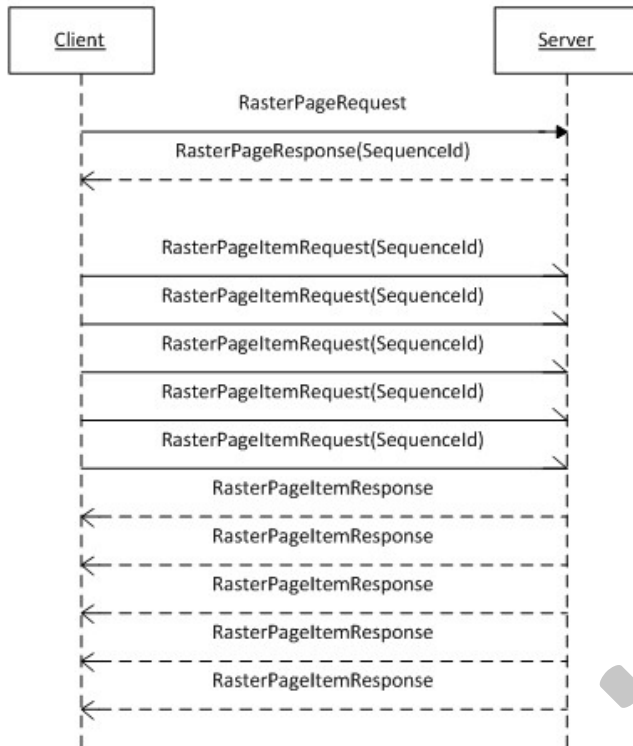 Client
Server
RasterPageRequest
RasterPageResponse(SequenceId)
RasterPageItemRequest(SequenceId)
RasterPageItemRequest(SequenceId)
RasterPageItemRequest(SequenceId)
RasterPageItemRequest(SequenceId)
RasterPageItemRequest(SequenceId)
RasterPageItemResponse
RasterPageItemResponse
RasterPageItemResponse
RasterPageItemResponse
RasterPageItemResponse